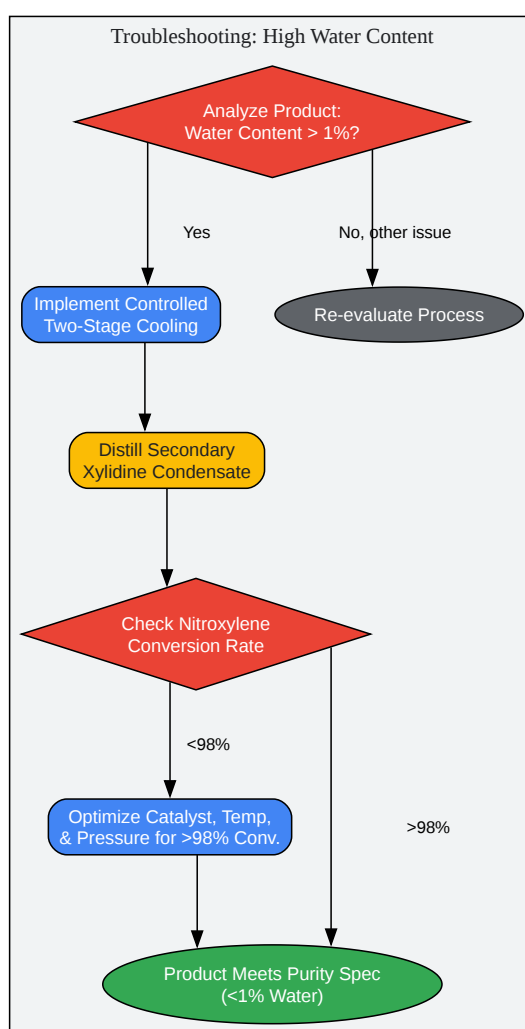 Troubleshooting: High Water Content
Analyze Product:
Water Content > 1%?
Yes
No, other issue
Implement Controlled
Two-Stage Cooling
Re-evaluate Process
Distill Secondary
Xylidine Condensate
Check Nitroxylene
Conversion Rate
<98%
Optimize Catalyst, Temp,
& Pressure for >98% Conv.
>98%
Product Meets Purity Spec
(<1% Water)